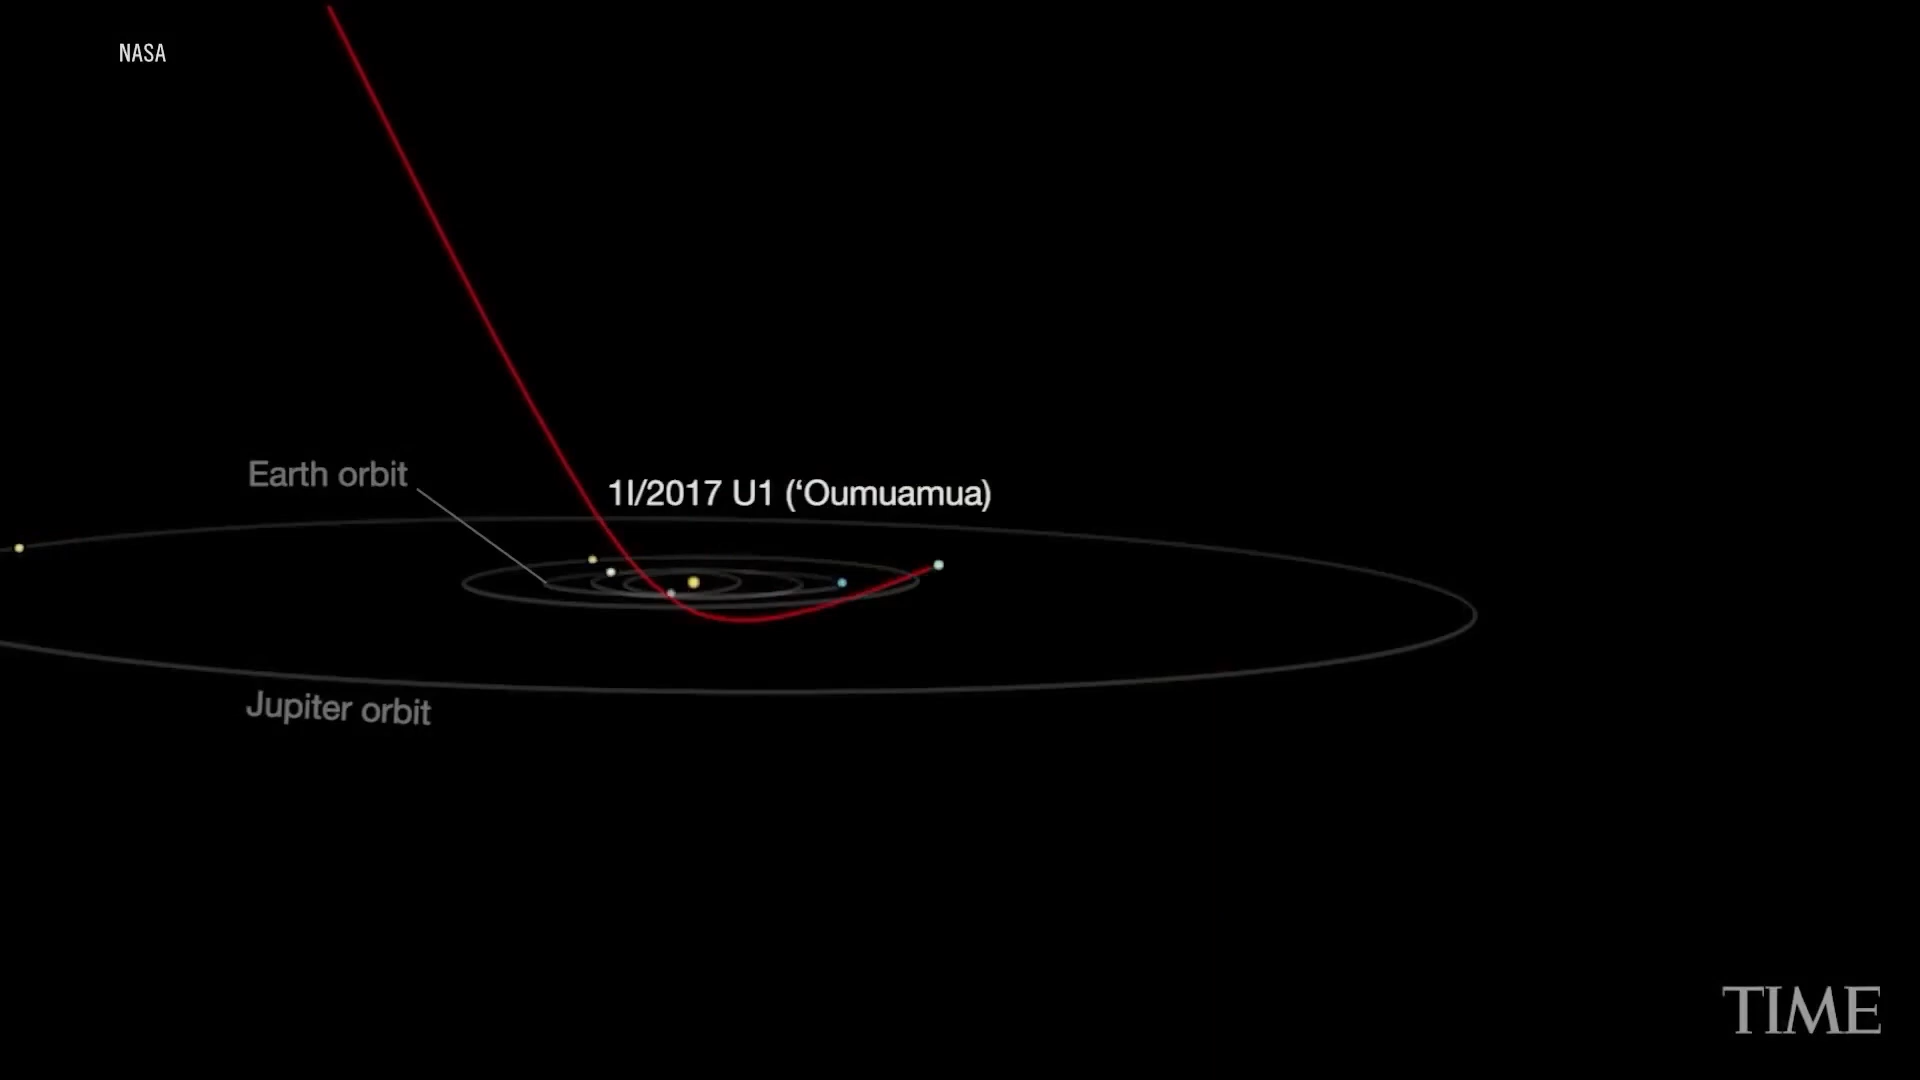 NASA
Earth orbit
1I/2017 U1 (‘Oumuamua)
Jupiter orbit
TIME